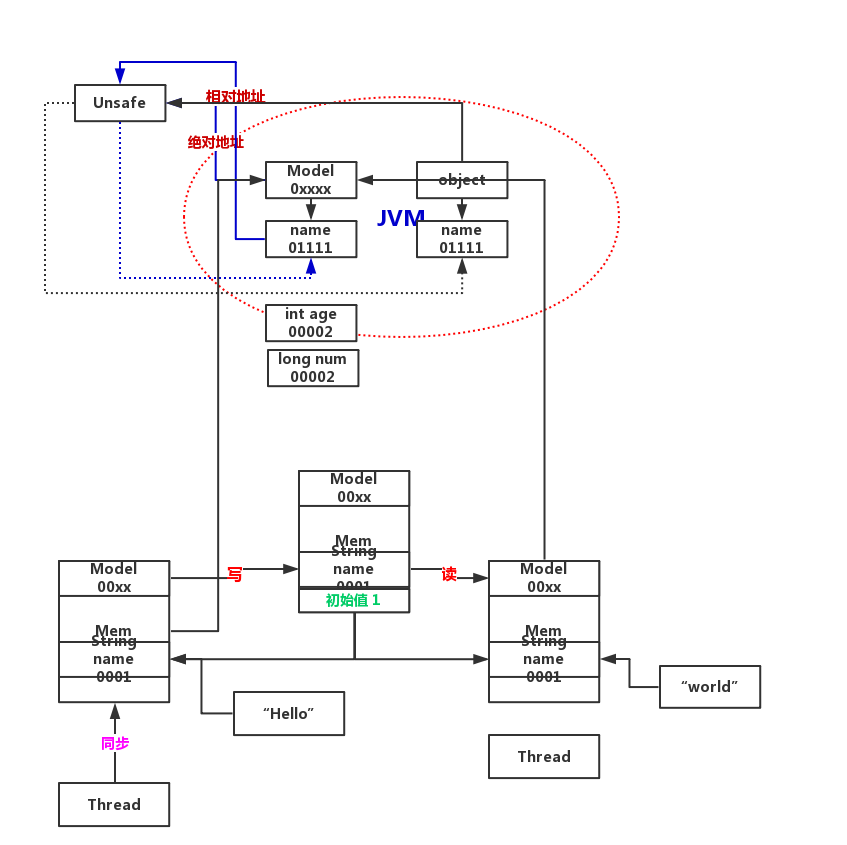 相对地址
Unsafe
绝对地址
Model
0xxxx
object
JVM
name
01111
name
01111
int age
00002
long num
00002
Model
00xx
Mem
String
name
0001
初始值 1
写
读
Model
00xx
Mem
String
name
0001
Model
00xx
Mem
String
name
0001
“Hello”
“world”
同步
Thread
Thread